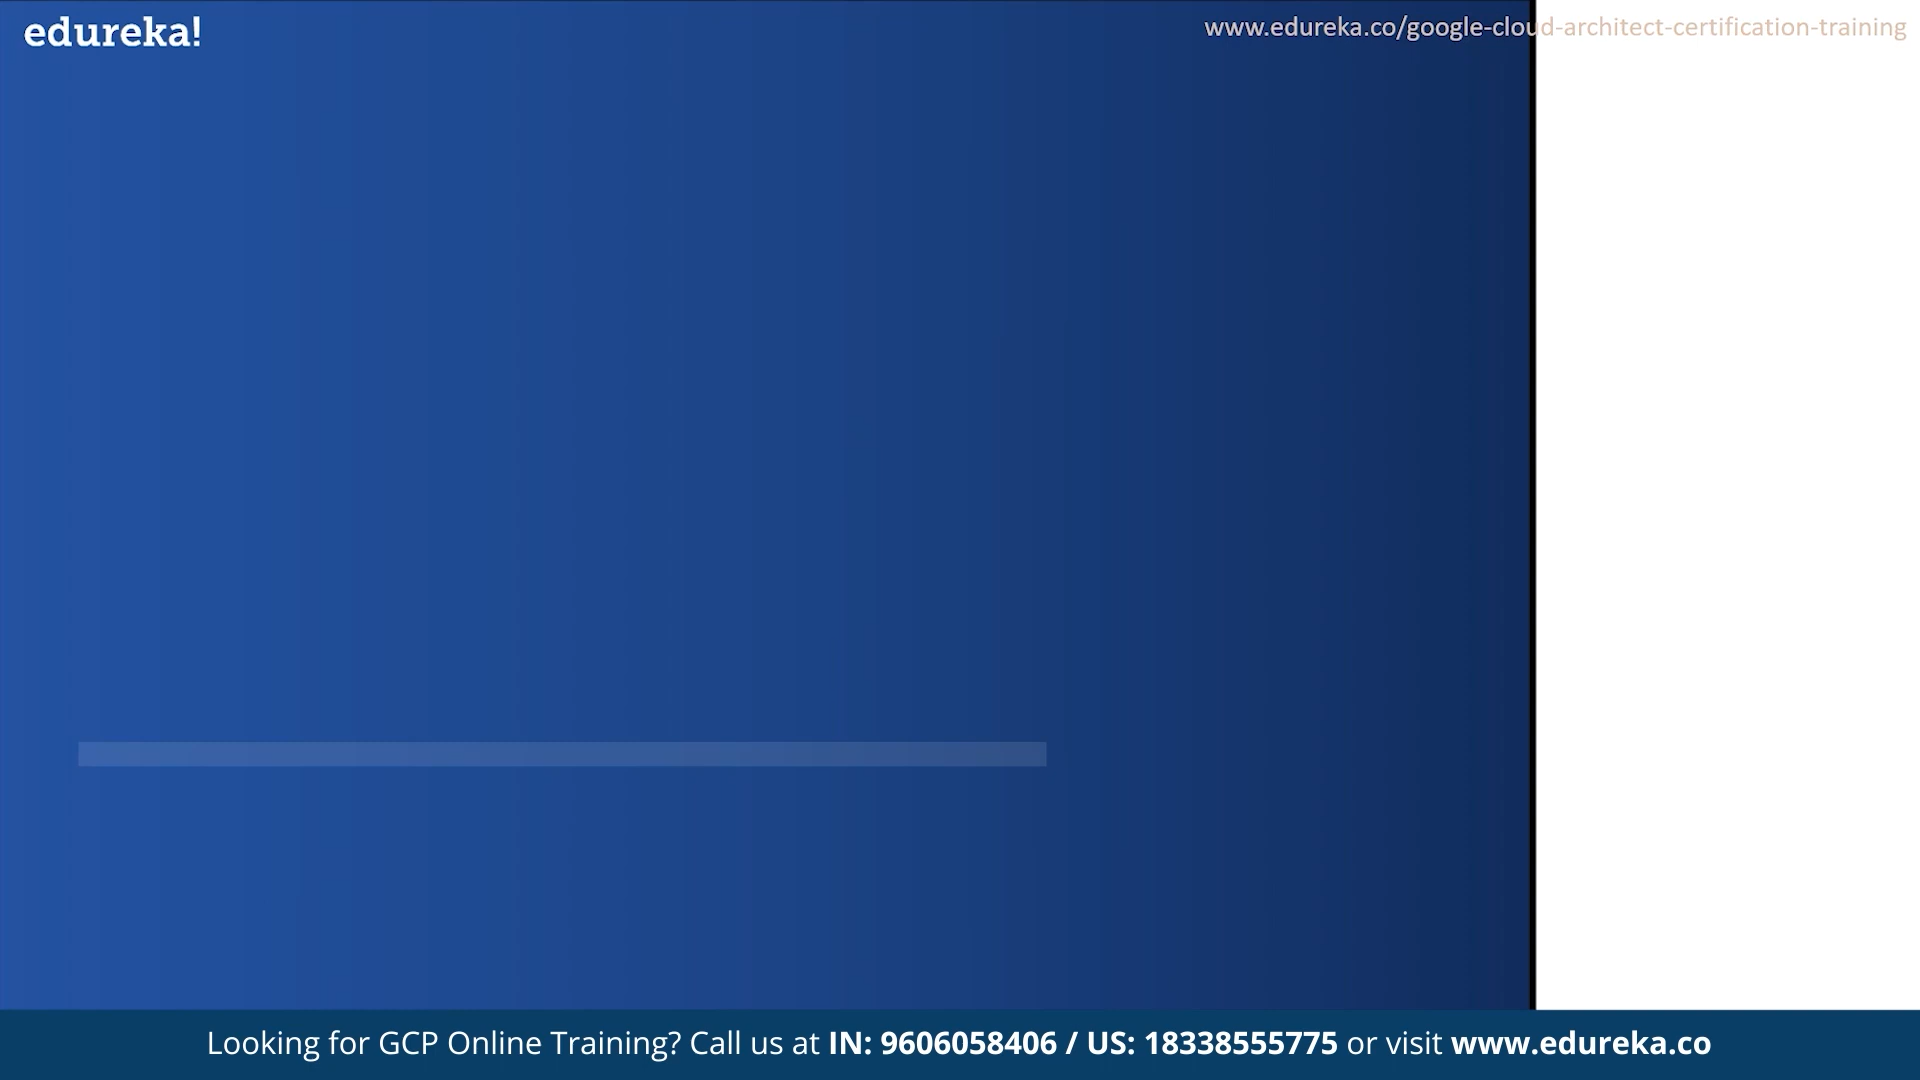 edureka!
www.edureka.co/google-cloud-architect-certification-training
Looking for GCP Online Training? Call us at IN: 9606058406 / US: 18338555775 or visit www.edureka.co